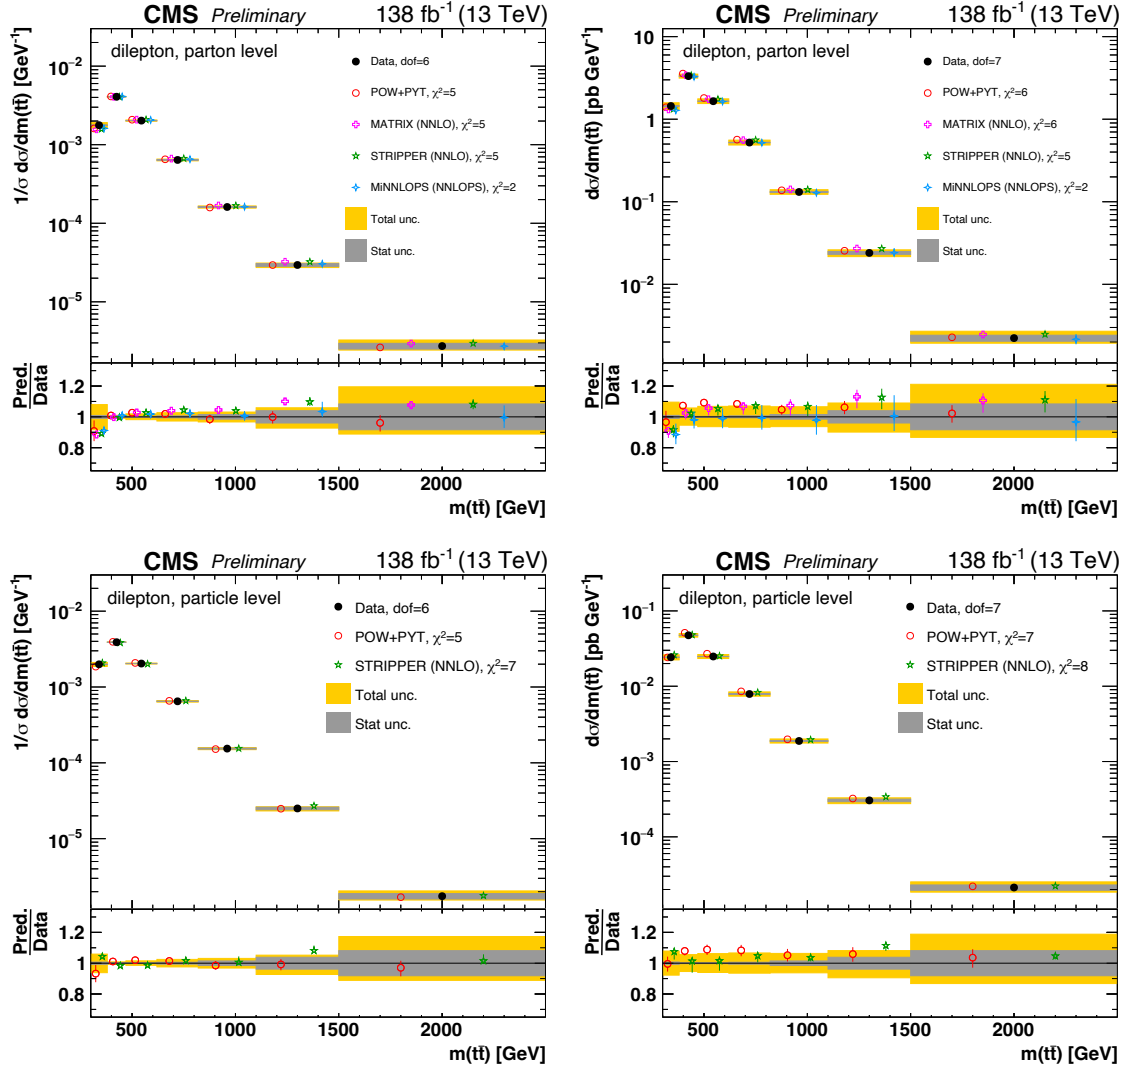 CMS Preliminary 138 fb⁻¹ (13 TeV)
dilepton, parton level
1/σ dσ/dm(tt̄) [GeV⁻¹]
10⁻²
10⁻³
10⁻⁴
10⁻⁵
Data, dof=6
POW+PYT, χ²=5
MATRIX (NNLO), χ²=5
STRIPPER (NNLO), χ²=5
MiNNLOPS (NNLOPS), χ²=2
Total unc.
Stat unc.
Pred.
Data
1.2
1
0.8
500 1000 1500 2000
m(tt̄) [GeV]
CMS Preliminary 138 fb⁻¹ (13 TeV)
dilepton, parton level
dσ/dm(tt̄) [pb GeV⁻¹]
10
1
10⁻¹
10⁻²
Data, dof=7
POW+PYT, χ²=6
MATRIX (NNLO), χ²=6
STRIPPER (NNLO), χ²=5
MiNNLOPS (NNLOPS), χ²=2
Total unc.
Stat unc.
Pred.
Data
1.2
1
0.8
500 1000 1500 2000
m(tt̄) [GeV]
CMS Preliminary 138 fb⁻¹ (13 TeV)
dilepton, particle level
1/σ dσ/dm(tt̄) [GeV⁻¹]
10⁻²
10⁻³
10⁻⁴
10⁻⁵
Data, dof=6
POW+PYT, χ²=5
STRIPPER (NNLO), χ²=7
Total unc.
Stat unc.
Pred.
Data
1.2
1
0.8
500 1000 1500 2000
m(tt̄) [GeV]
CMS Preliminary 138 fb⁻¹ (13 TeV)
dilepton, particle level
dσ/dm(tt̄) [pb GeV⁻¹]
10⁻¹
10⁻²
10⁻³
10⁻⁴
Data, dof=7
POW+PYT, χ²=7
STRIPPER (NNLO), χ²=8
Total unc.
Stat unc.
Pred.
Data
1.2
1
0.8
500 1000 1500 2000
m(tt̄) [GeV]